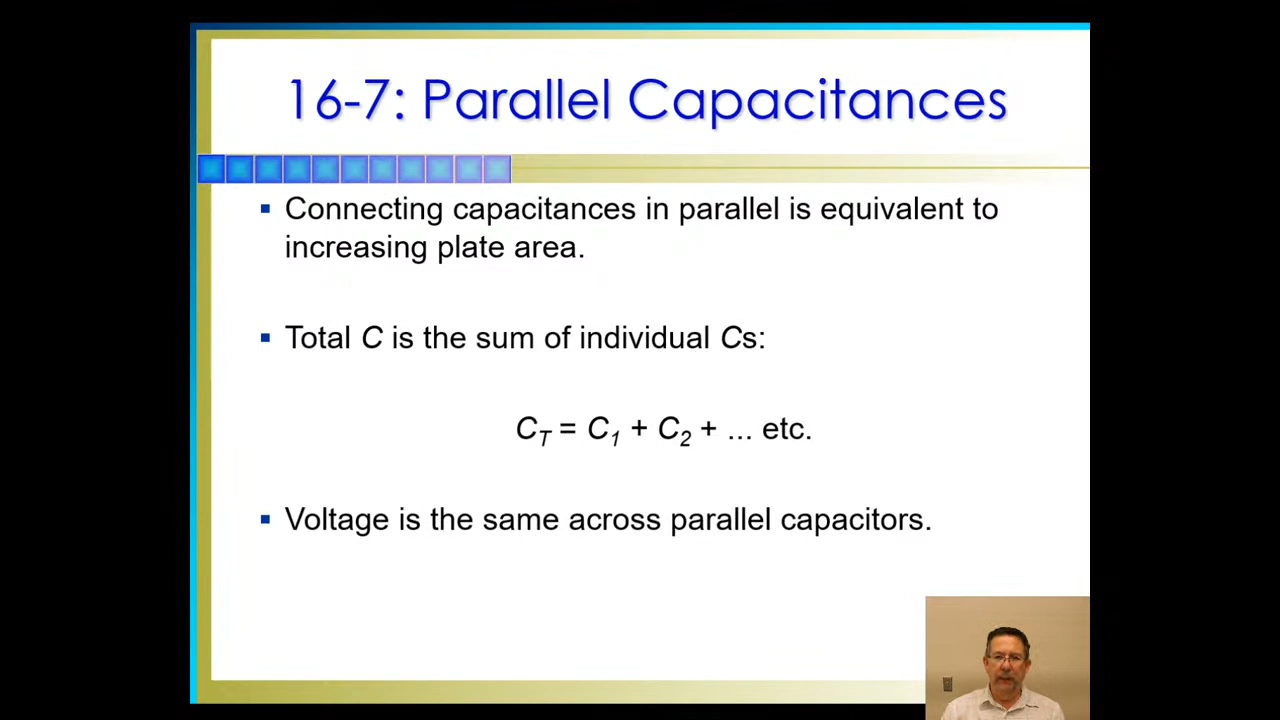 16-7: Parallel Capacitances
▪ Connecting capacitances in parallel is equivalent to
increasing plate area.
▪ Total C is the sum of individual Cs:
C_T = C_1 + C_2 + ... etc.
▪ Voltage is the same across parallel capacitors.